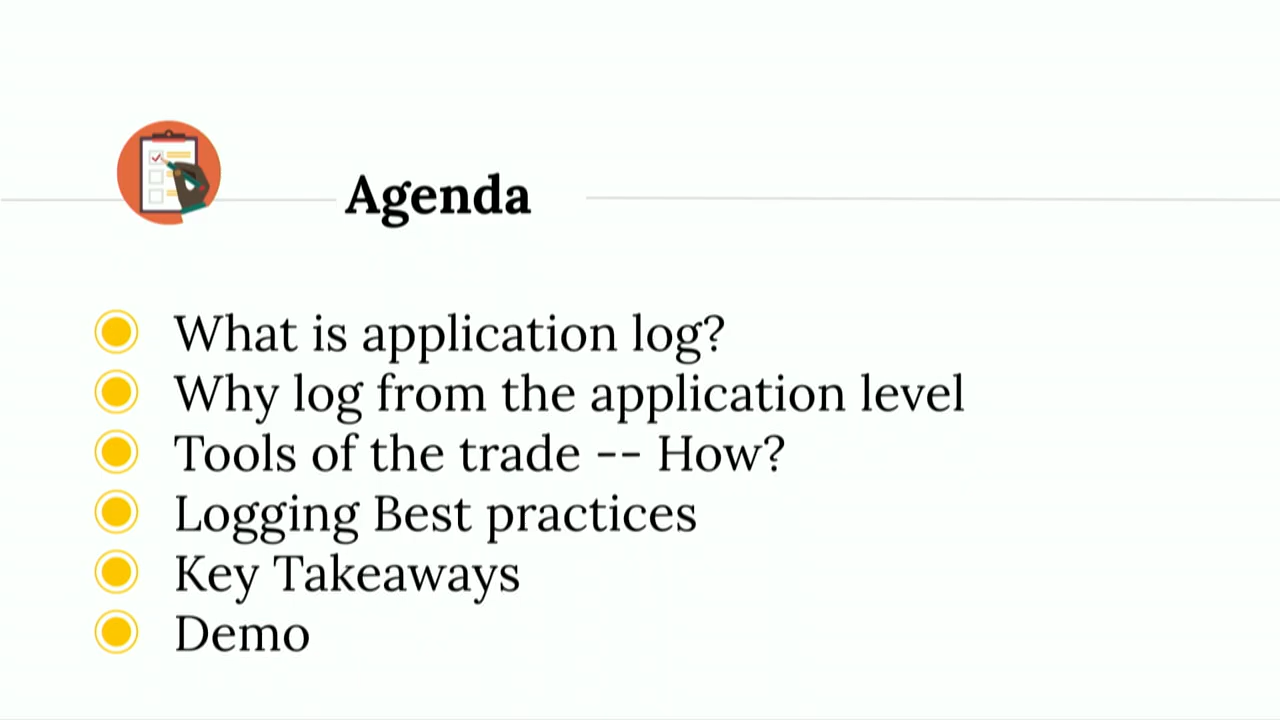 Agenda
What is application log?
Why log from the application level
Tools of the trade -- How?
Logging Best practices
Key Takeaways
Demo